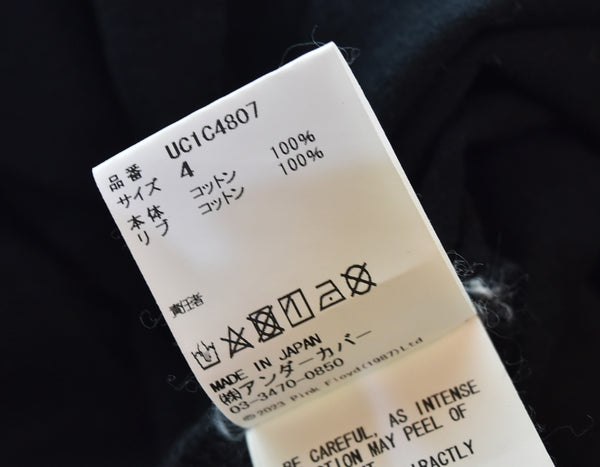 品番 UC1C4807
サイズ 4
本体 コットン 100%
リブ コットン 100%
責任者
MADE IN JAPAN
(株)アンダーカバー
03-3470-0850
©2023 Pink Floyd(1987)Ltd
BE CAREFUL, AS INTENSE
MAY PEEL OF